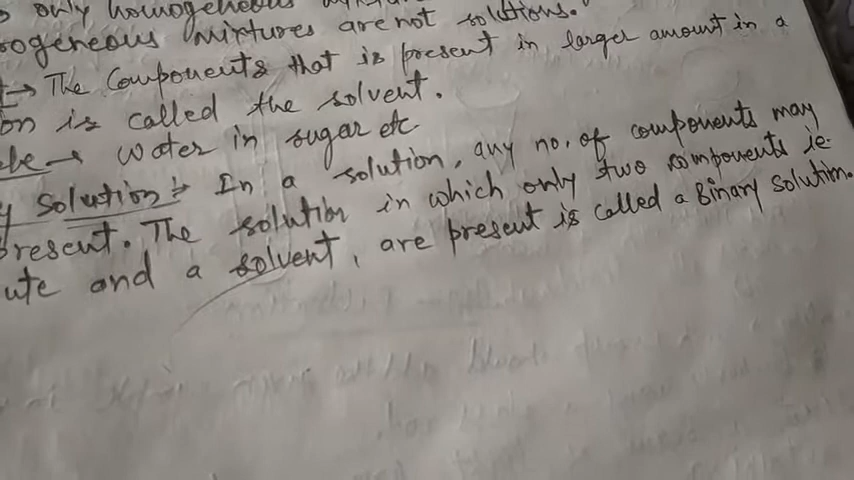 only homogeneous
ogeneous mixtures are not solutions.
→ The Components that is present in larger amount in a
on is called the solvent.
→ water in sugar etc
y Solution :- In a solution, any no. of components may
present. The solution in which only two components ie.
ute and a solvent, are present is called a Binary Solution.